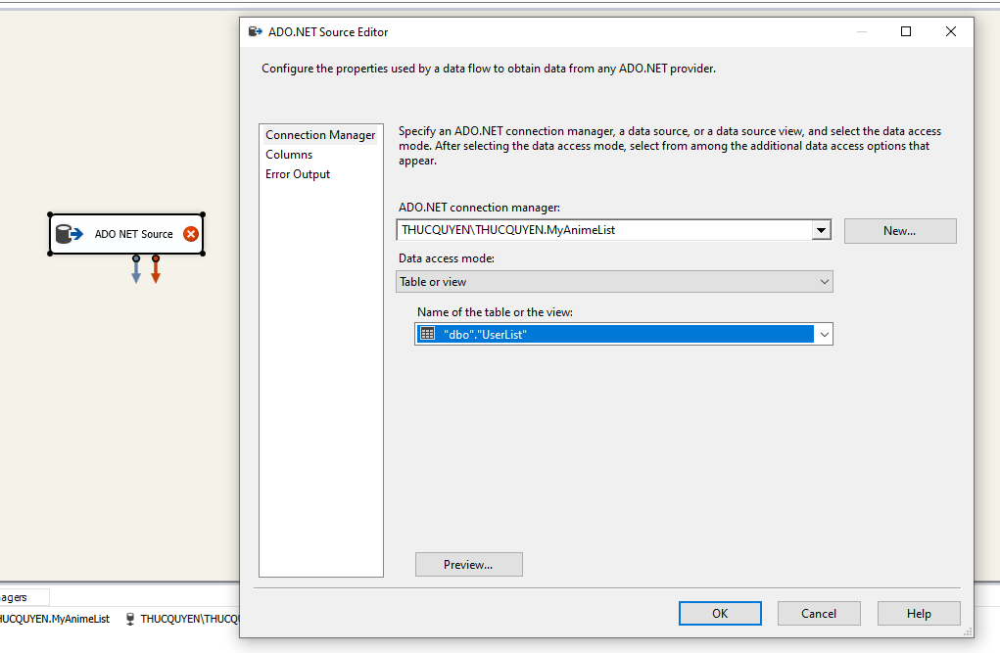 ADO.NET Source Editor
Configure the properties used by a data flow to obtain data from any ADO.NET provider.
Connection Manager
Columns
Error Output
Specify an ADO.NET connection manager, a data source, or a data source view, and select the data access
mode. After selecting the data access mode, select from among the additional data access options that
appear.
ADO.NET connection manager:
THUCQUYEN\THUCQUYEN.MyAnimeList
New...
Data access mode:
Table or view
Name of the table or the view:
"dbo"."UserList"
ADO NET Source
Preview...
OK
Cancel
Help
agers
HUCQUYEN.MyAnimeList
THUCQUYEN\THUCQU